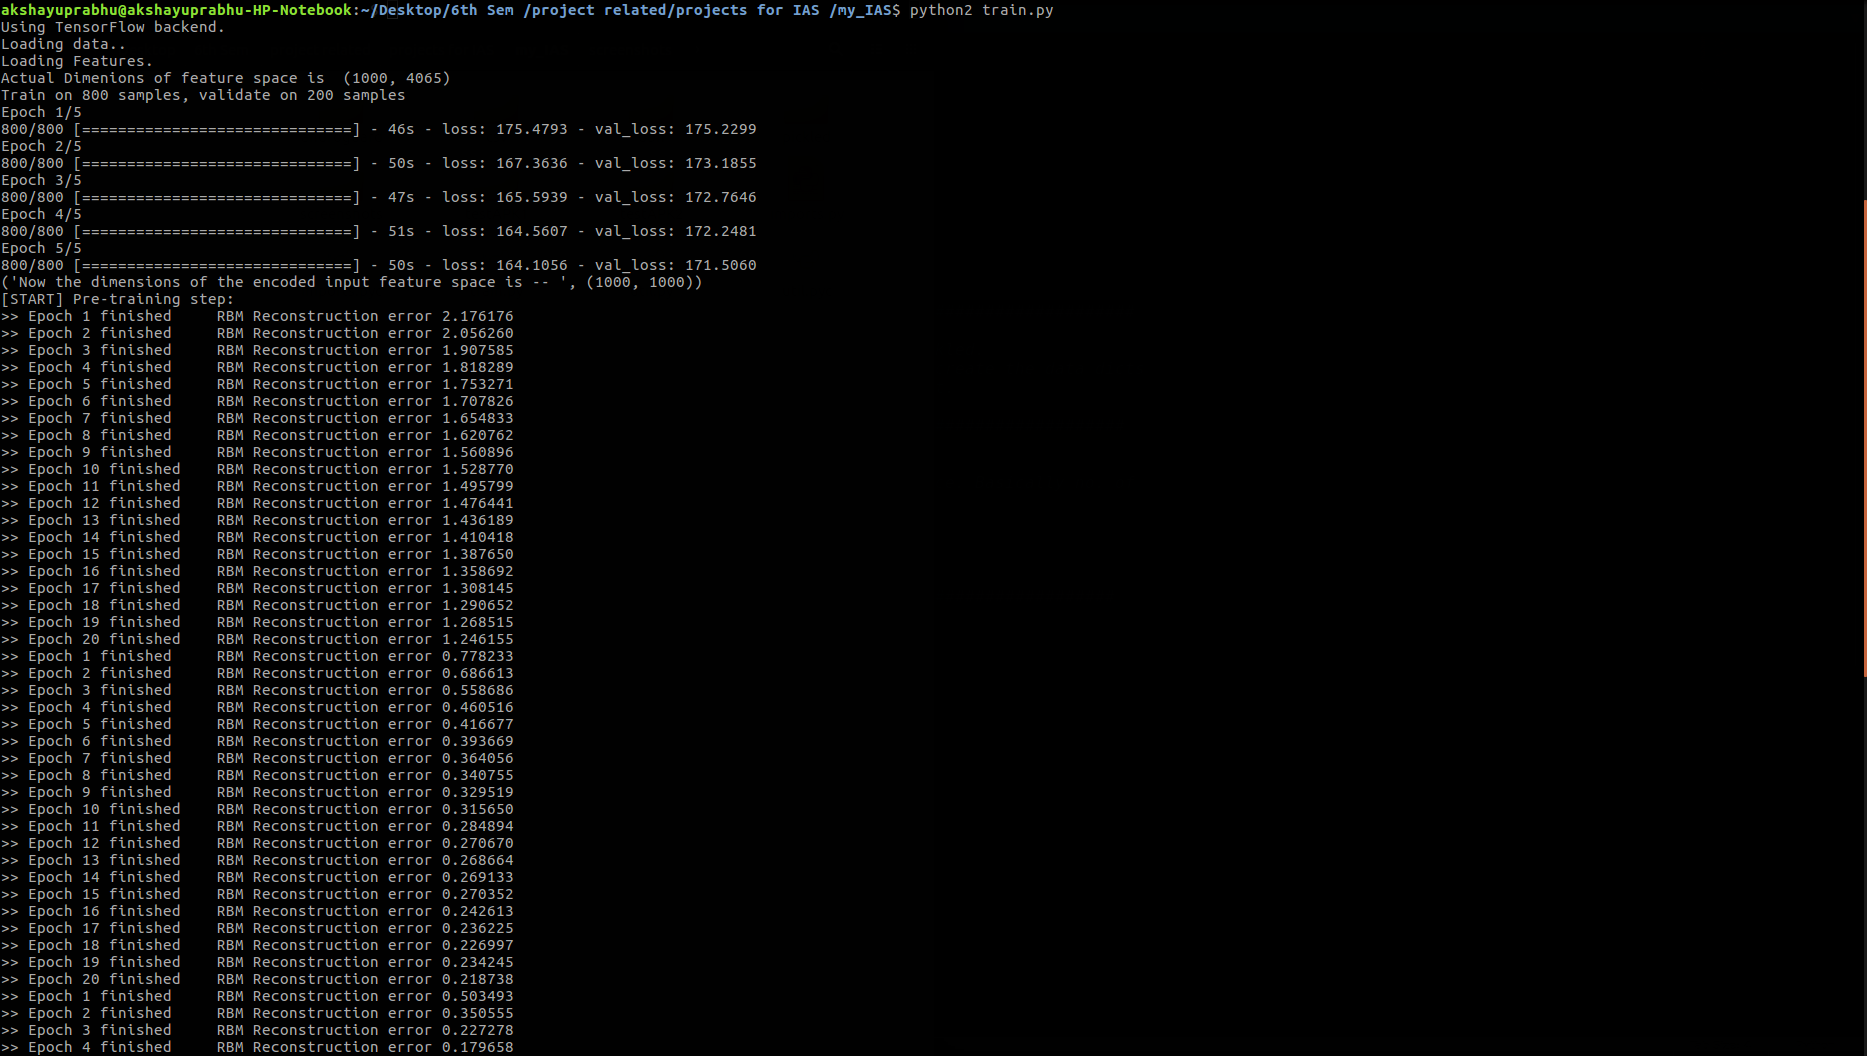 akshayuprabhu@akshayuprabhu-HP-Notebook:~/Desktop/6th Sem /project related/projects for IAS /my_IAS$ python2 train.py
Using TensorFlow backend.
Loading data..
Loading Features.
Actual Dimenions of feature space is  (1000, 4065)
Train on 800 samples, validate on 200 samples
Epoch 1/5
800/800 [==============================] - 46s - loss: 175.4793 - val_loss: 175.2299
Epoch 2/5
800/800 [==============================] - 50s - loss: 167.3636 - val_loss: 173.1855
Epoch 3/5
800/800 [==============================] - 47s - loss: 165.5939 - val_loss: 172.7646
Epoch 4/5
800/800 [==============================] - 51s - loss: 164.5607 - val_loss: 172.2481
Epoch 5/5
800/800 [==============================] - 50s - loss: 164.1056 - val_loss: 171.5060
('Now the dimensions of the encoded input feature space is -- ', (1000, 1000))
[START] Pre-training step:
>> Epoch 1 finished     RBM Reconstruction error 2.176176
>> Epoch 2 finished     RBM Reconstruction error 2.056260
>> Epoch 3 finished     RBM Reconstruction error 1.907585
>> Epoch 4 finished     RBM Reconstruction error 1.818289
>> Epoch 5 finished     RBM Reconstruction error 1.753271
>> Epoch 6 finished     RBM Reconstruction error 1.707826
>> Epoch 7 finished     RBM Reconstruction error 1.654833
>> Epoch 8 finished     RBM Reconstruction error 1.620762
>> Epoch 9 finished     RBM Reconstruction error 1.560896
>> Epoch 10 finished    RBM Reconstruction error 1.528770
>> Epoch 11 finished    RBM Reconstruction error 1.495799
>> Epoch 12 finished    RBM Reconstruction error 1.476441
>> Epoch 13 finished    RBM Reconstruction error 1.436189
>> Epoch 14 finished    RBM Reconstruction error 1.410418
>> Epoch 15 finished    RBM Reconstruction error 1.387650
>> Epoch 16 finished    RBM Reconstruction error 1.358692
>> Epoch 17 finished    RBM Reconstruction error 1.308145
>> Epoch 18 finished    RBM Reconstruction error 1.290652
>> Epoch 19 finished    RBM Reconstruction error 1.268515
>> Epoch 20 finished    RBM Reconstruction error 1.246155
>> Epoch 1 finished     RBM Reconstruction error 0.778233
>> Epoch 2 finished     RBM Reconstruction error 0.686613
>> Epoch 3 finished     RBM Reconstruction error 0.558686
>> Epoch 4 finished     RBM Reconstruction error 0.460516
>> Epoch 5 finished     RBM Reconstruction error 0.416677
>> Epoch 6 finished     RBM Reconstruction error 0.393669
>> Epoch 7 finished     RBM Reconstruction error 0.364056
>> Epoch 8 finished     RBM Reconstruction error 0.340755
>> Epoch 9 finished     RBM Reconstruction error 0.329519
>> Epoch 10 finished    RBM Reconstruction error 0.315650
>> Epoch 11 finished    RBM Reconstruction error 0.284894
>> Epoch 12 finished    RBM Reconstruction error 0.270670
>> Epoch 13 finished    RBM Reconstruction error 0.268664
>> Epoch 14 finished    RBM Reconstruction error 0.269133
>> Epoch 15 finished    RBM Reconstruction error 0.270352
>> Epoch 16 finished    RBM Reconstruction error 0.242613
>> Epoch 17 finished    RBM Reconstruction error 0.236225
>> Epoch 18 finished    RBM Reconstruction error 0.226997
>> Epoch 19 finished    RBM Reconstruction error 0.234245
>> Epoch 20 finished    RBM Reconstruction error 0.218738
>> Epoch 1 finished     RBM Reconstruction error 0.503493
>> Epoch 2 finished     RBM Reconstruction error 0.350555
>> Epoch 3 finished     RBM Reconstruction error 0.227278
>> Epoch 4 finished     RBM Reconstruction error 0.179658